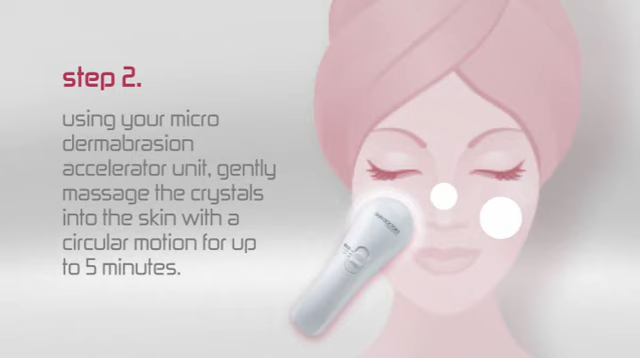 step 2.
using your micro
dermabrasion
accelerator unit, gently
massage the crystals
into the skin with a
circular motion for up
to 5 minutes.